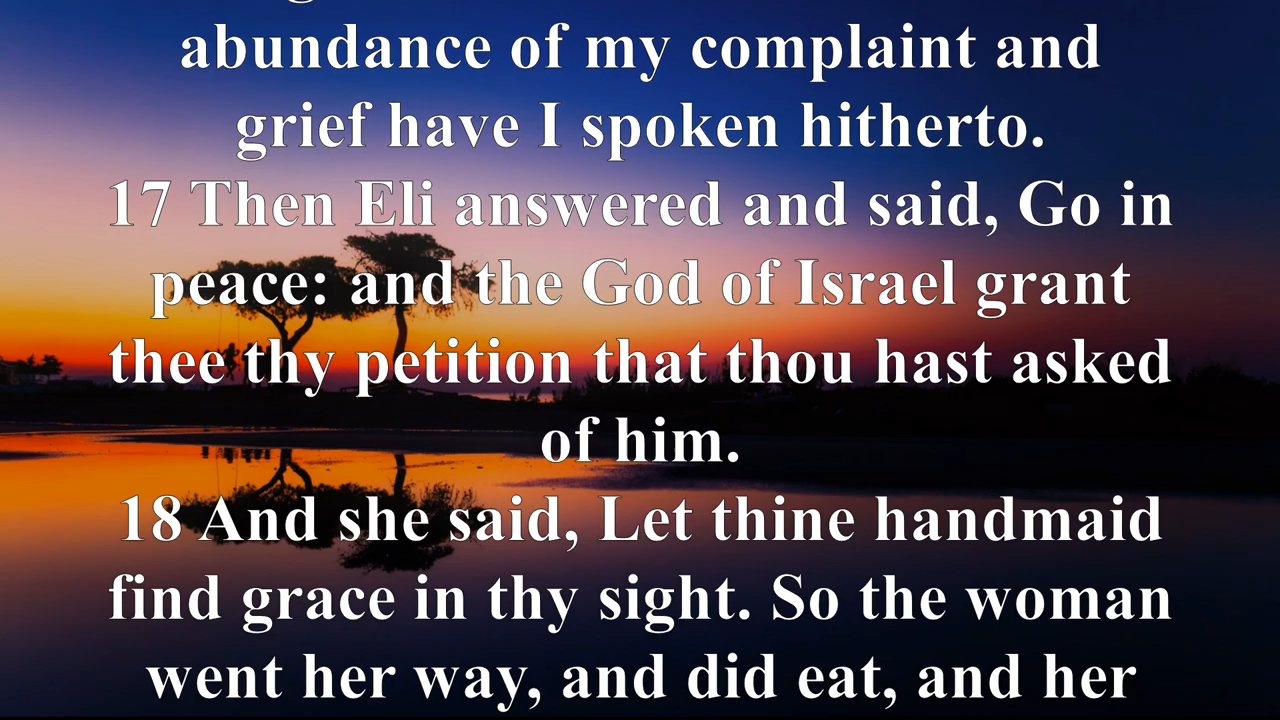 abundance of my complaint and
grief have I spoken hitherto.
17 Then Eli answered and said, Go in
peace: and the God of Israel grant
thee thy petition that thou hast asked
of him.
18 And she said, Let thine handmaid
find grace in thy sight. So the woman
went her way, and did eat, and her